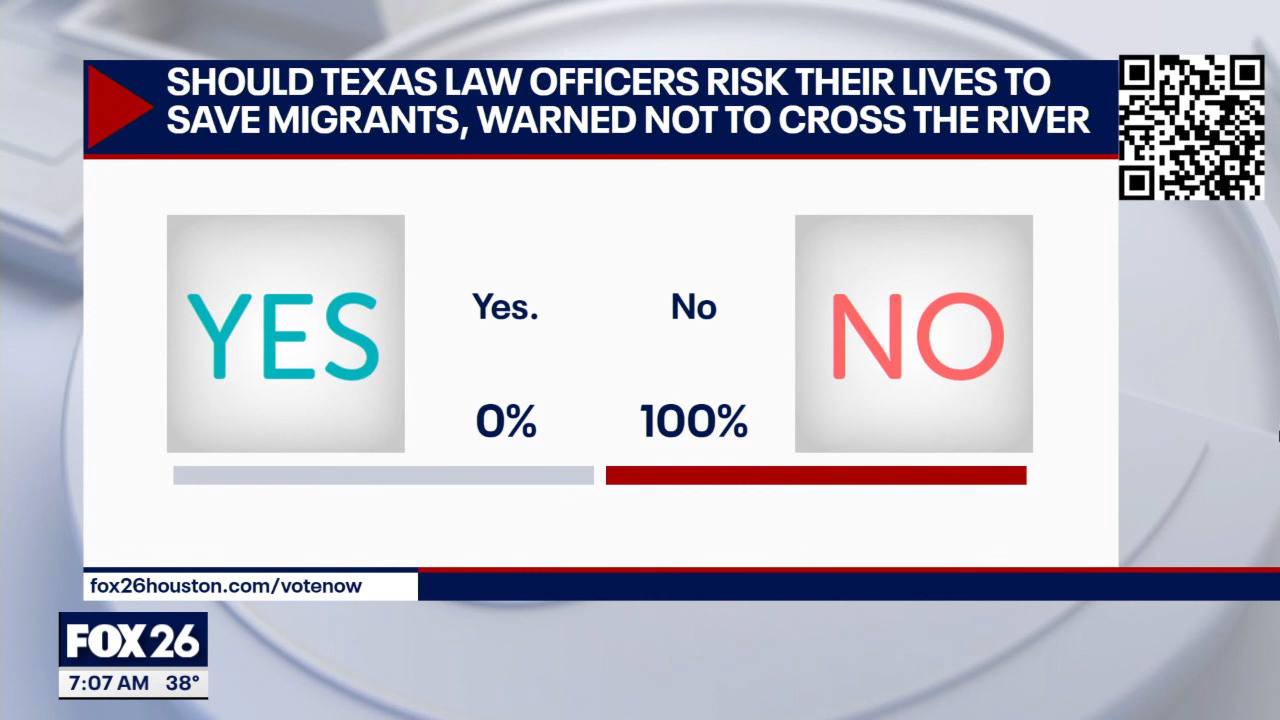 SHOULD TEXAS LAW OFFICERS RISK THEIR LIVES TO
SAVE MIGRANTS, WARNED NOT TO CROSS THE RIVER
YES
Yes.
No
NO
0%
100%
fox26houston.com/votenow
FOX 26
7:07 AM 38°